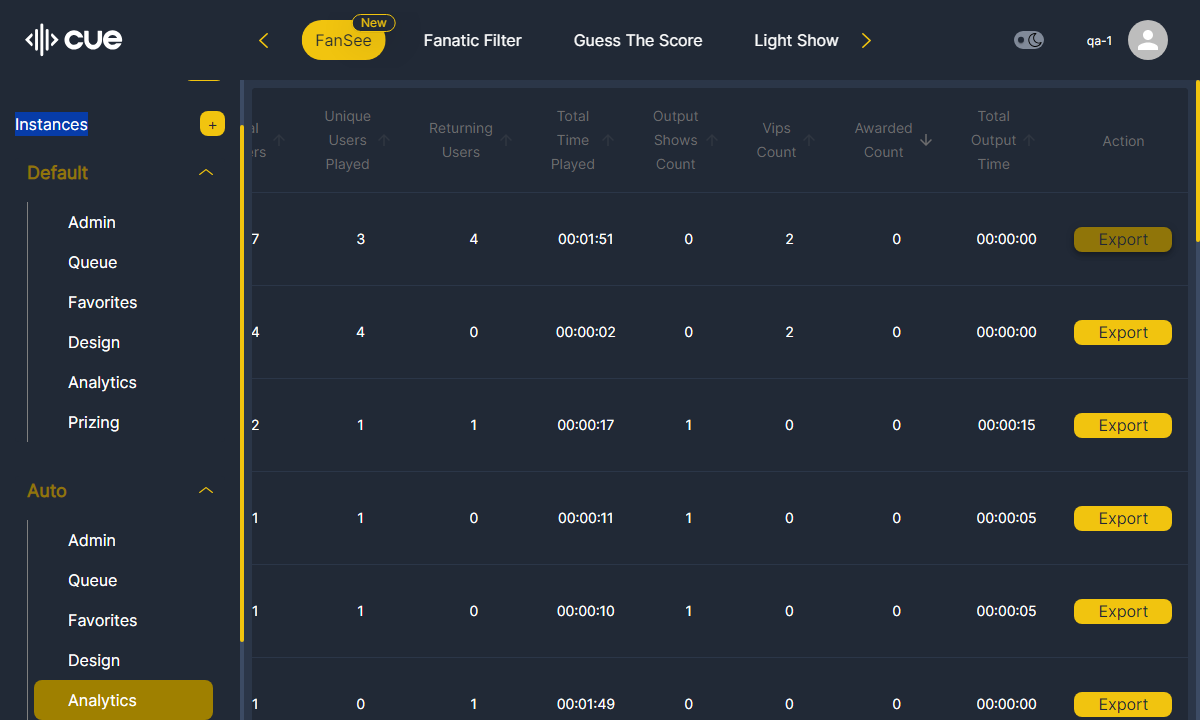 cue
FanSee
New
Fanatic Filter
Guess The Score
Light Show
qa-1
Instances
+
Default
Admin
Queue
Favorites
Design
Analytics
Prizing
Auto
Admin
Queue
Favorites
Design
Analytics
Unique
Users
Played
Returning
Users
Total
Time
Played
Output
Shows
Count
Vips
Count
Awarded
Count
Total
Output
Time
Action
7 3 4 00:01:51 0 2 0 00:00:00 Export
4 4 0 00:00:02 0 2 0 00:00:00 Export
2 1 1 00:00:17 1 0 0 00:00:15 Export
1 1 0 00:00:11 1 0 0 00:00:05 Export
1 1 0 00:00:10 1 0 0 00:00:05 Export
1 0 1 00:01:49 0 0 0 00:00:00 Export